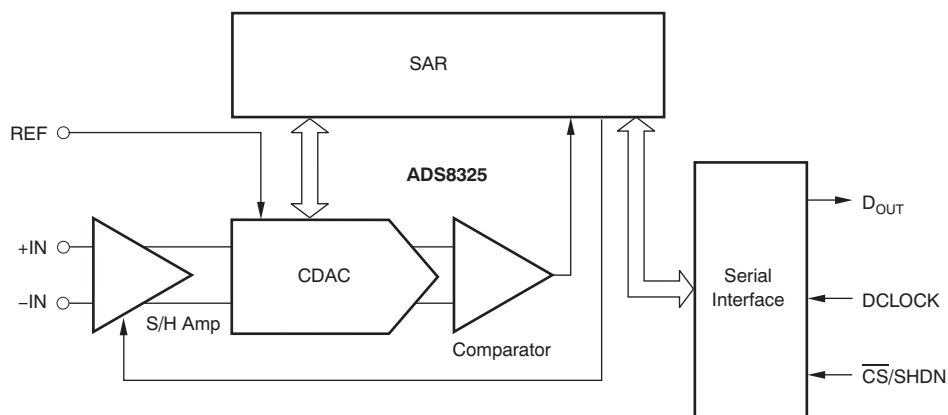 SAR
REF
ADS8325
DOUT
+IN
CDAC
Serial
Interface
–IN
DCLOCK
S/H Amp
Comparator
CS/SHDN